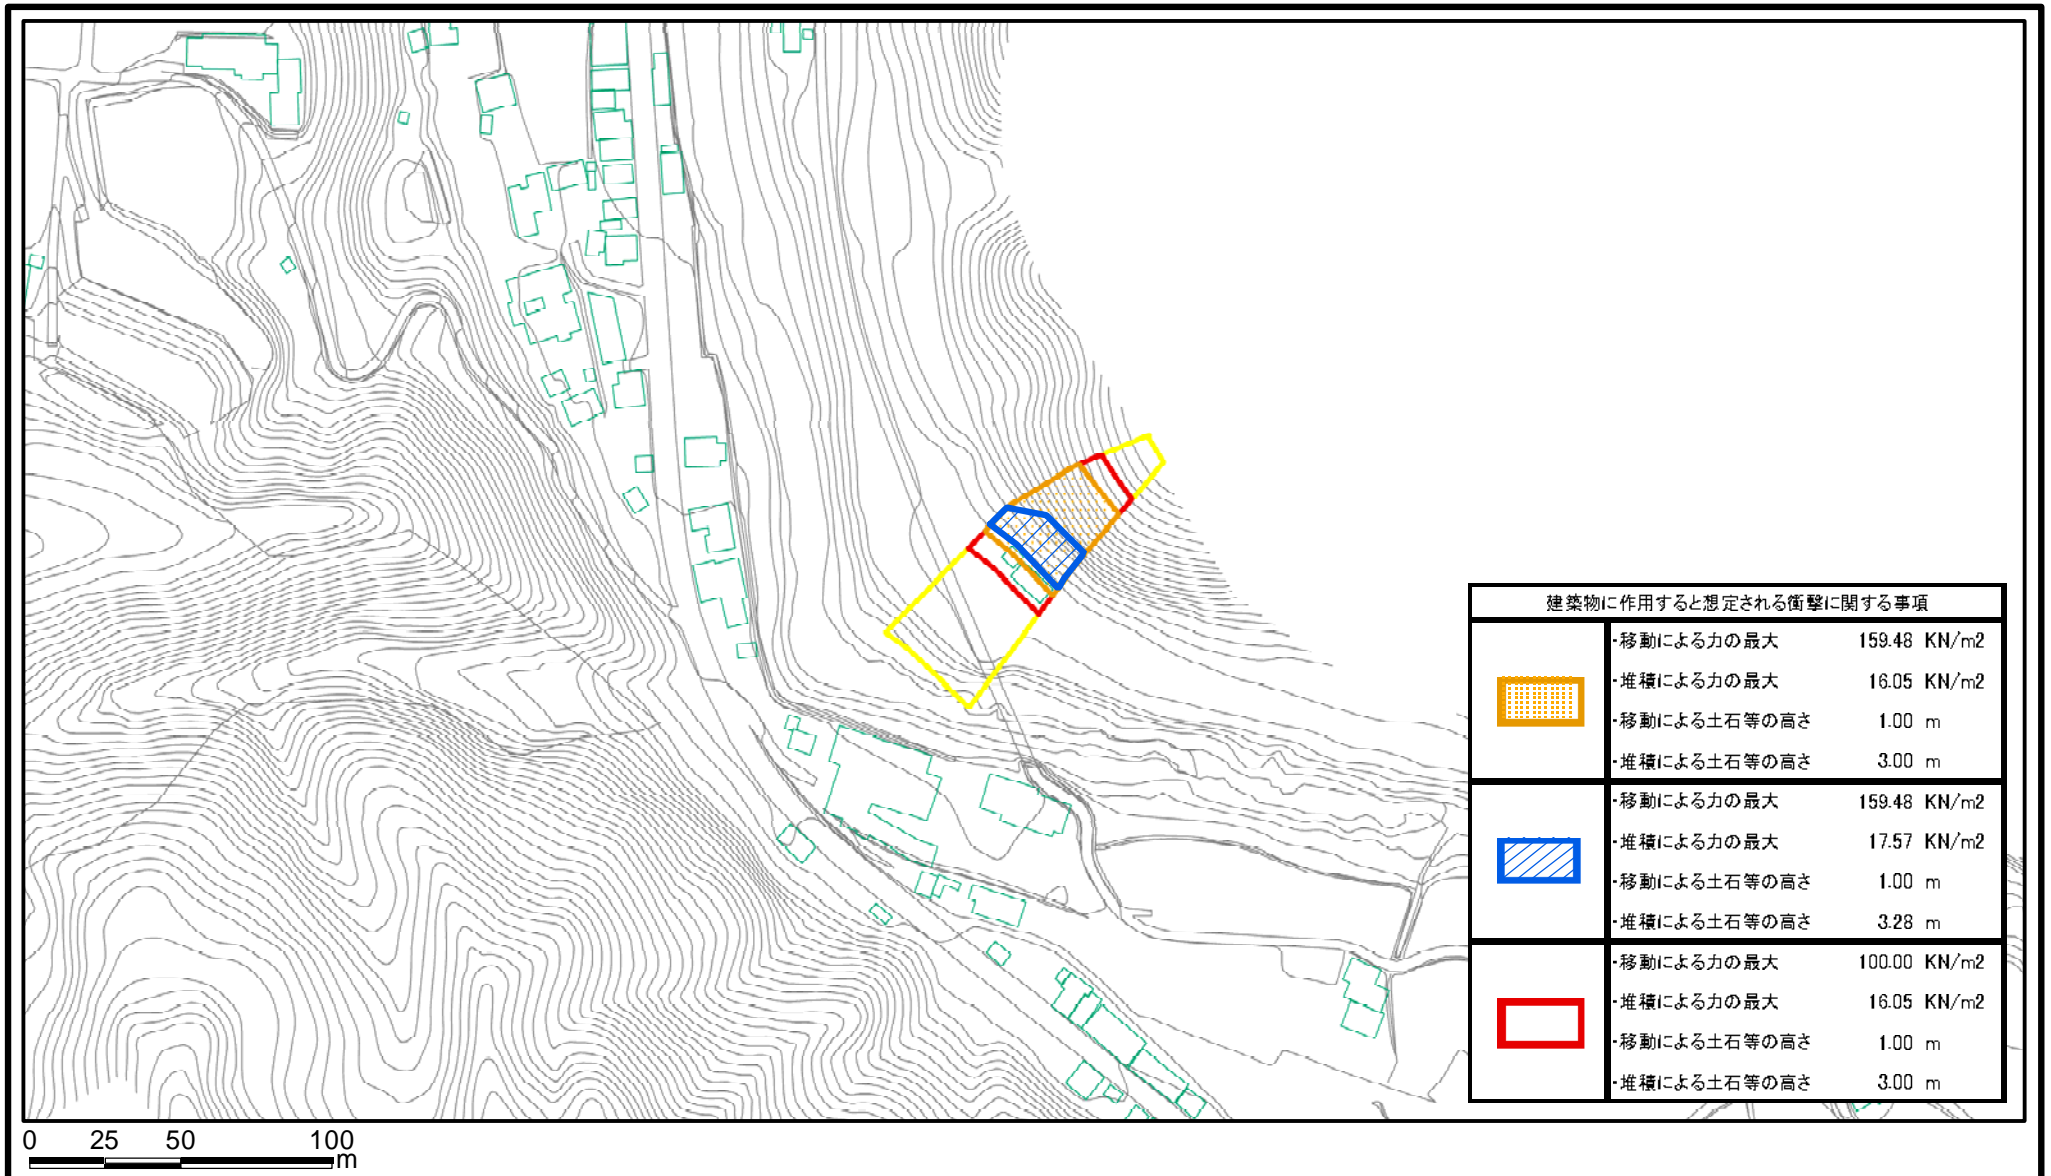 建築物に作用すると想定される衝撃に関する事項
・移動による力の最大 159.48 KN/m2
・堆積による力の最大 16.05 KN/m2
・移動による土石等の高さ 1.00 m
・堆積による土石等の高さ 3.00 m
・移動による力の最大 159.48 KN/m2
・堆積による力の最大 17.57 KN/m2
・移動による土石等の高さ 1.00 m
・堆積による土石等の高さ 3.28 m
・移動による力の最大 100.00 KN/m2
・堆積による力の最大 16.05 KN/m2
・移動による土石等の高さ 1.00 m
・堆積による土石等の高さ 3.00 m
0 25 50 100
m